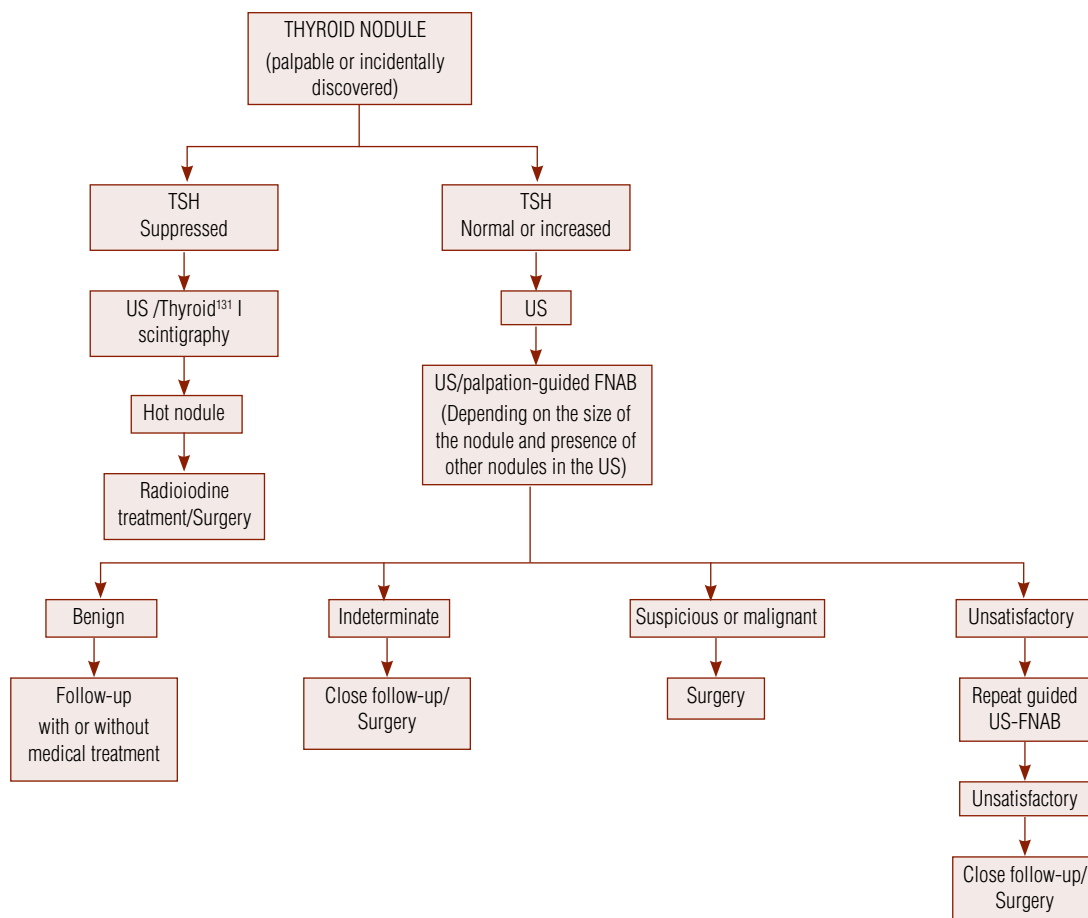 THYROID NODULE
(palpable or incidentally
discovered)
TSH
Suppressed
TSH
Normal or increased
US /Thyroid¹³¹ I
scintigraphy
US
Hot nodule
US/palpation-guided FNAB
(Depending on the size of
the nodule and presence of
other nodules in the US)
Radioiodine
treatment/Surgery
Benign
Indeterminate
Suspicious or malignant
Unsatisfactory
Follow-up
with or without
medical treatment
Close follow-up/
Surgery
Surgery
Repeat guided
US-FNAB
Unsatisfactory
Close follow-up/
Surgery